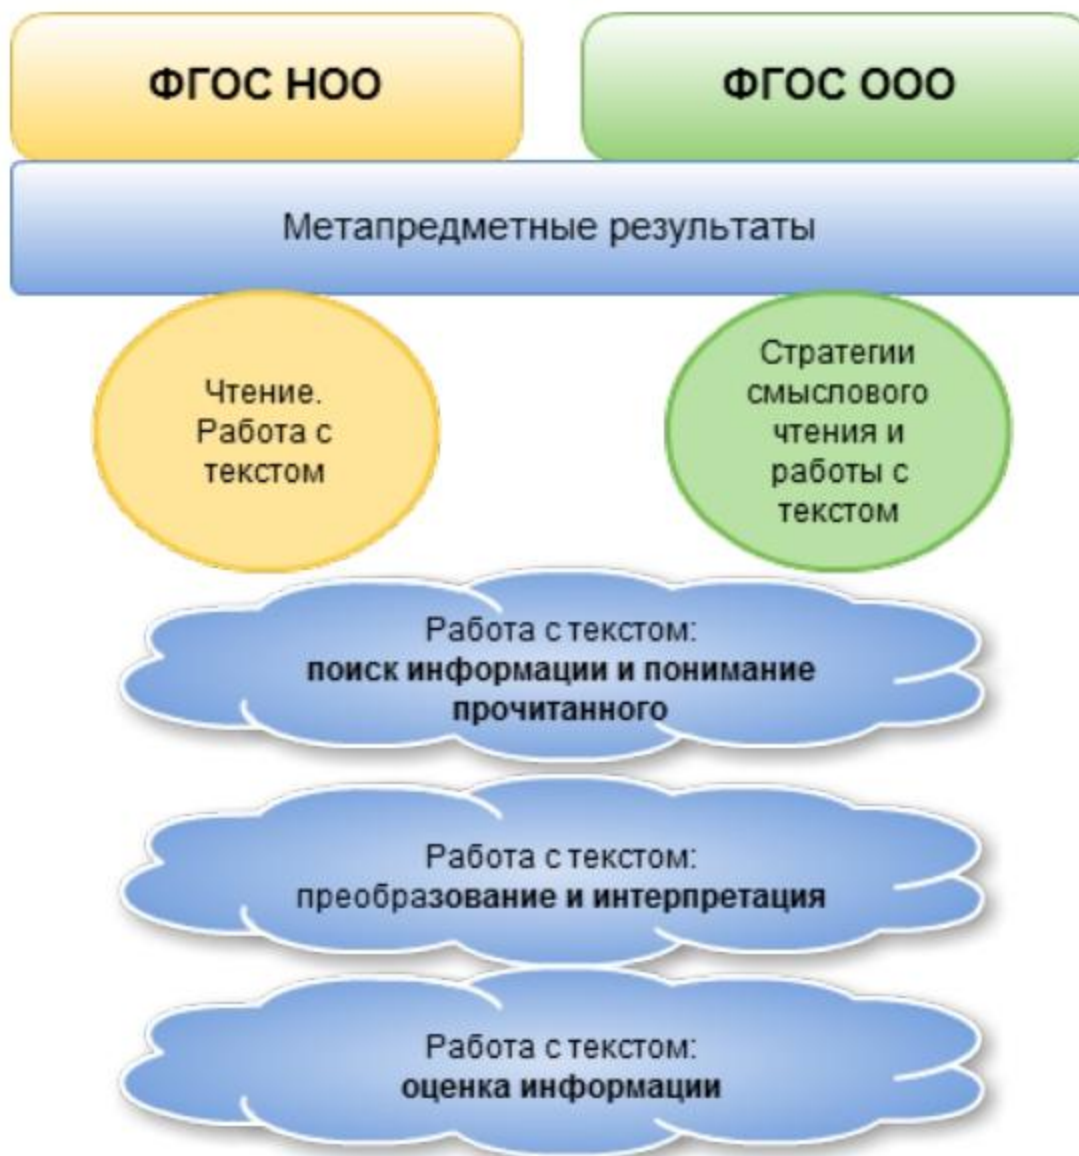 ФГОС НОО
ФГОС ООО
Метапредметные результаты
Чтение.
Работа с
текстом
Стратегии
смыслового
чтения и
работы с
текстом
Работа с текстом:
поиск информации и понимание
прочитанного
Работа с текстом:
преобразование и интерпретация
Работа с текстом:
оценка информации